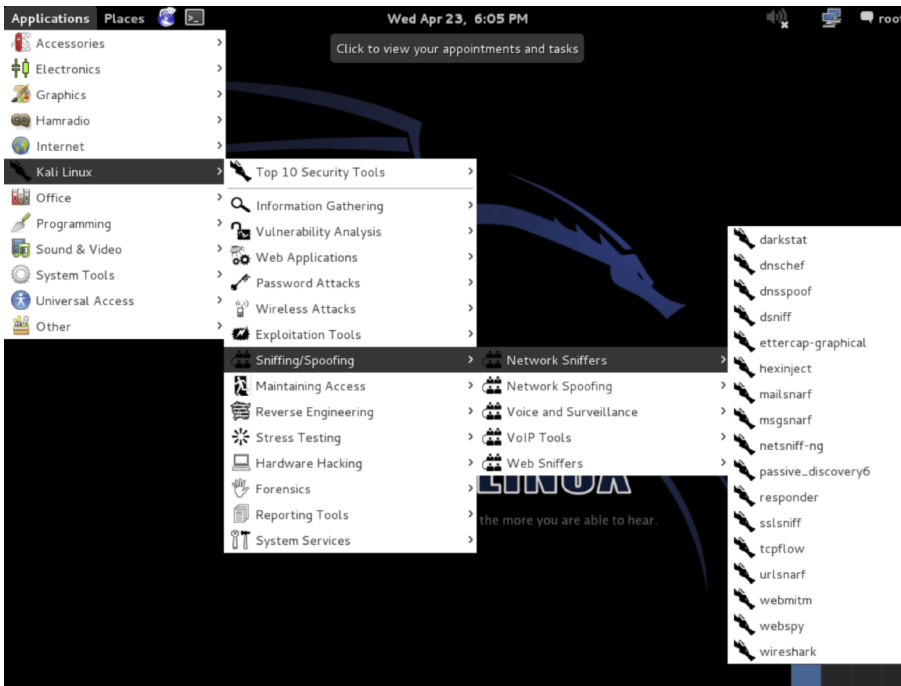 Applications Places Wed Apr 23, 6:05 PM root
Click to view your appointments and tasks
Accessories
Electronics
Graphics
Hamradio
Internet
Kali Linux
Office
Programming
Sound & Video
System Tools
Universal Access
Other
Top 10 Security Tools
Information Gathering
Vulnerability Analysis
Web Applications
Password Attacks
Wireless Attacks
Exploitation Tools
Sniffing/Spoofing
Maintaining Access
Reverse Engineering
Stress Testing
Hardware Hacking
Forensics
Reporting Tools
System Services
Network Sniffers
Network Spoofing
Voice and Surveillance
VoIP Tools
Web Sniffers
darkstat
dnschef
dnsspoof
dsniff
ettercap-graphical
hexinject
mailsnarf
msgsnarf
netsniff-ng
passive_discovery6
responder
sslsniff
tcpflow
urlsnarf
webmitm
webspy
wireshark
LINUX
the more you are able to hear.